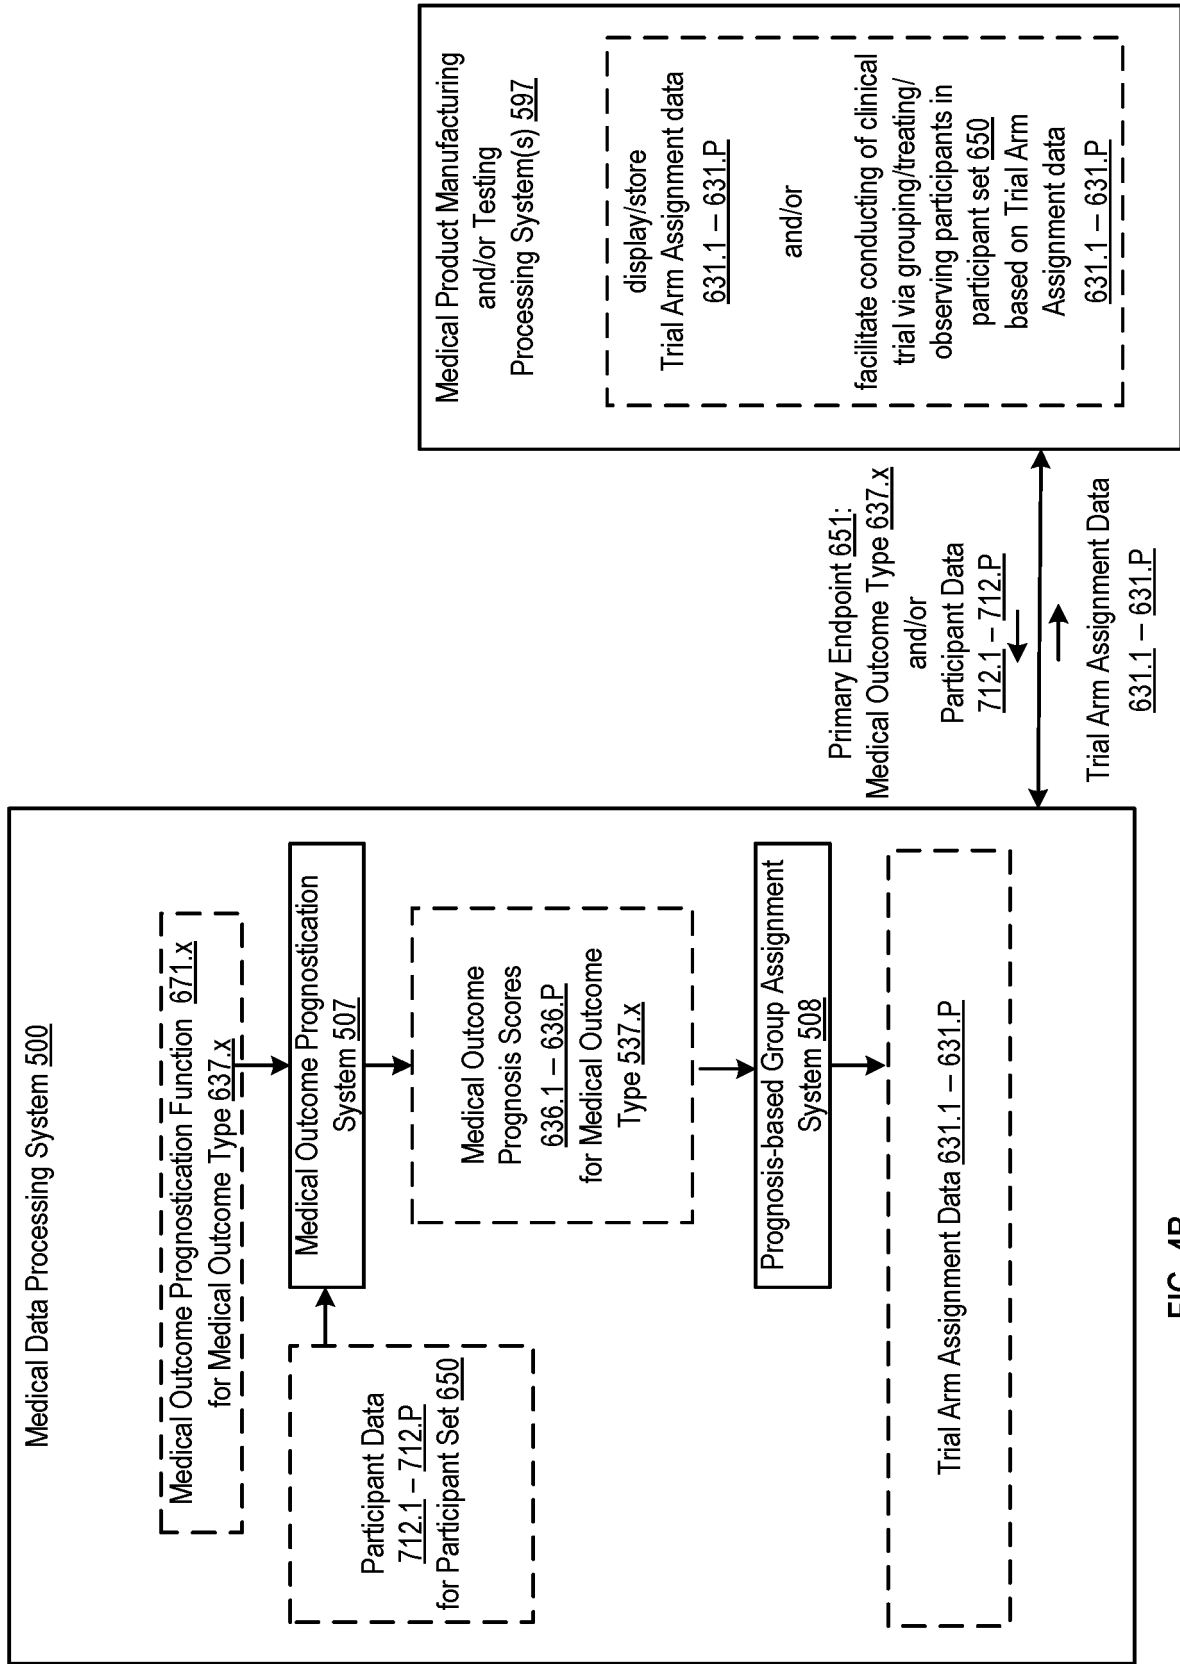 Medical Data Processing System 500
Medical Outcome Prognostication Function 671.x
for Medical Outcome Type 637.x
Participant Data
712.1 – 712.P
for Participant Set 650
Medical Outcome Prognostication
System 507
Medical Outcome
Prognosis Scores
636.1 – 636.P
for Medical Outcome
Type 537.x
Prognosis-based Group Assignment
System 508
Trial Arm Assignment Data 631.1 – 631.P
Primary Endpoint 651:
Medical Outcome Type 637.x
and/or
Participant Data
712.1 – 712.P
Trial Arm Assignment Data
631.1 – 631.P
Medical Product Manufacturing
and/or Testing
Processing System(s) 597
display/store
Trial Arm Assignment data
631.1 – 631.P
and/or
facilitate conducting of clinical
trial via grouping/treating/
observing participants in
participant set 650
based on Trial Arm
Assignment data
631.1 – 631.P
FIG. 4B